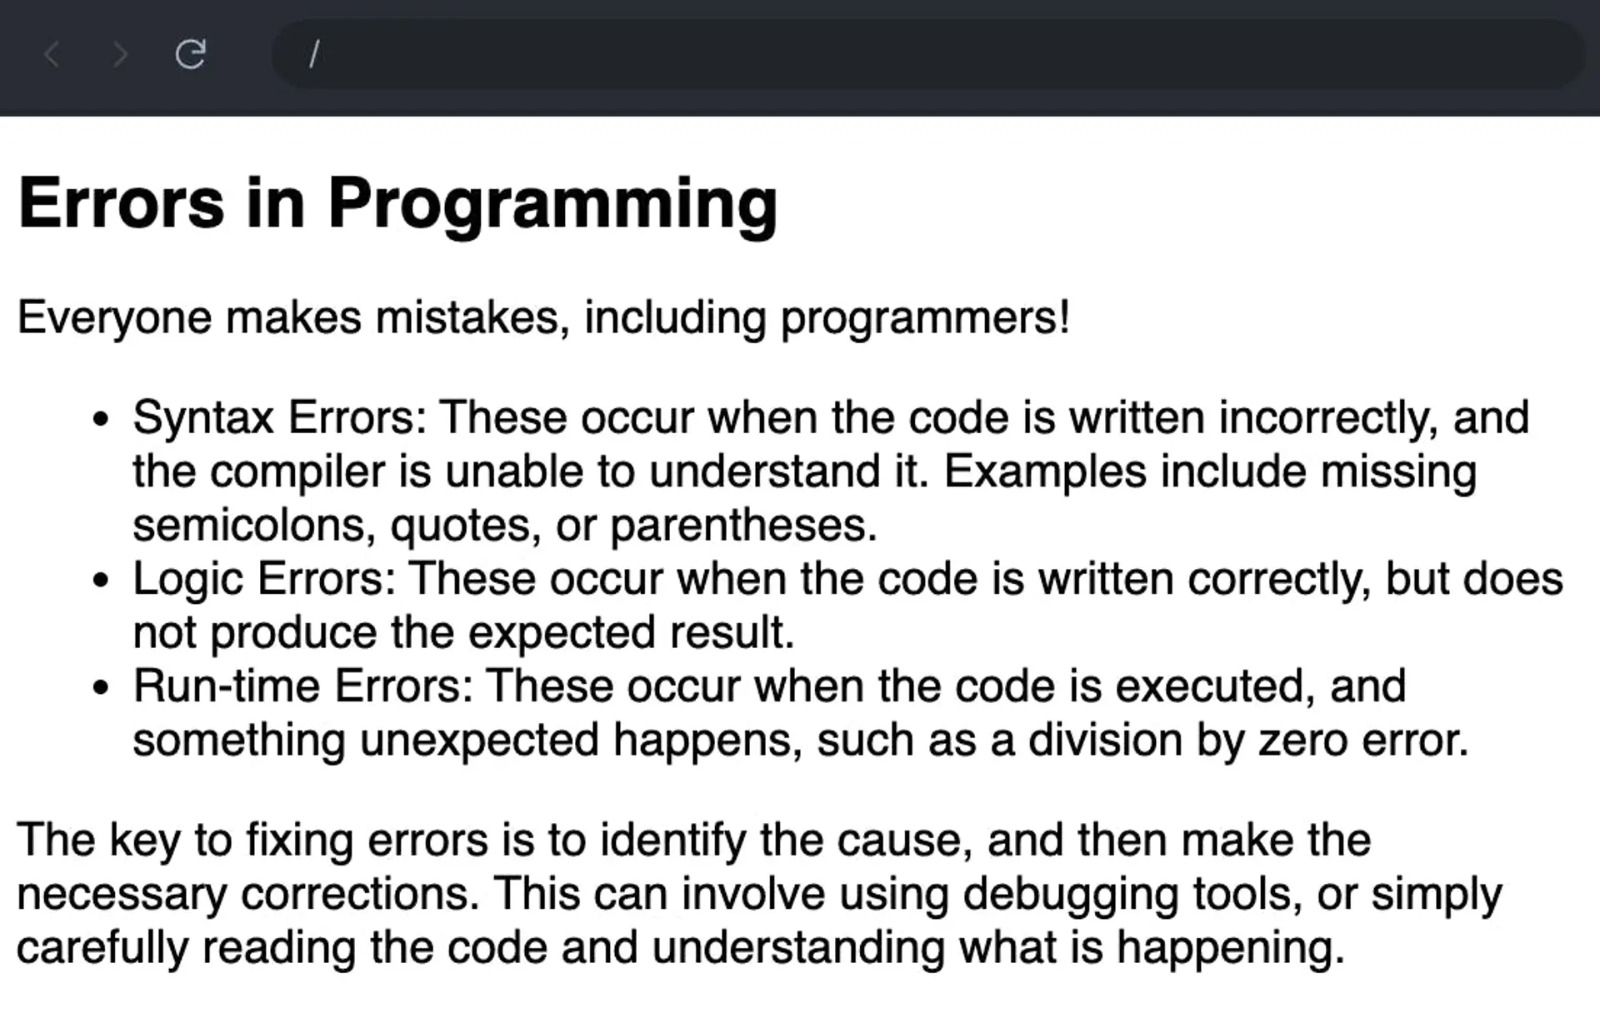 /
Errors in Programming
Everyone makes mistakes, including programmers!
• Syntax Errors: These occur when the code is written incorrectly, and
the compiler is unable to understand it. Examples include missing
semicolons, quotes, or parentheses.
• Logic Errors: These occur when the code is written correctly, but does
not produce the expected result.
• Run-time Errors: These occur when the code is executed, and
something unexpected happens, such as a division by zero error.
The key to fixing errors is to identify the cause, and then make the
necessary corrections. This can involve using debugging tools, or simply
carefully reading the code and understanding what is happening.